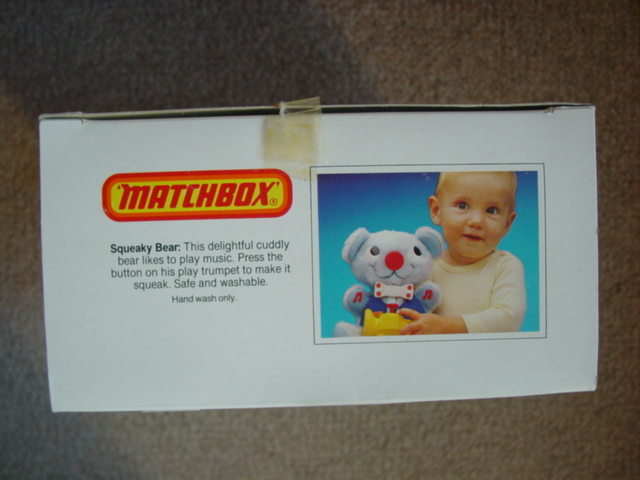 "MATCHBOX"®
Squeaky Bear: This delightful cuddly
bear likes to play music. Press the
button on his play trumpet to make it
squeak. Safe and washable.
Hand wash only.